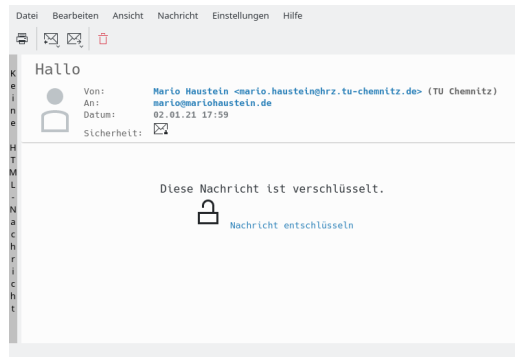 Datei Bearbeiten Ansicht Nachricht Einstellungen Hilfe
Keine HTML-Nachricht
Hallo
Von: Mario Haustein <mario.haustein@hrz.tu-chemnitz.de> (TU Chemnitz)
An: mario@mariohaustein.de
Datum: 02.01.21 17:59
Sicherheit:
Diese Nachricht ist verschlüsselt.
Nachricht entschlüsseln